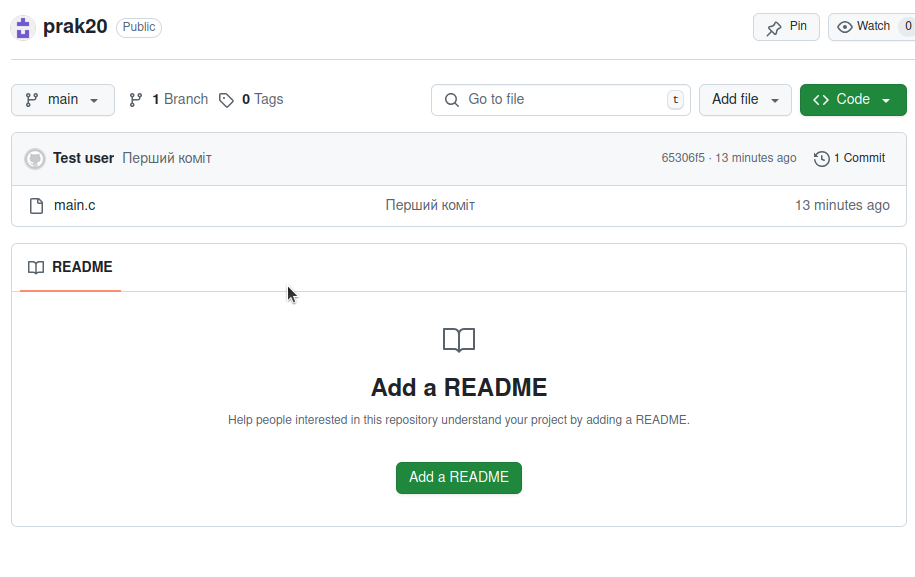 prak20 Public Pin Watch 0
main 1 Branch 0 Tags Go to file t Add file Code
Test user Перший коміт 65306f5 · 13 minutes ago 1 Commit
main.c Перший коміт 13 minutes ago
README
Add a README
Help people interested in this repository understand your project by adding a README.
Add a README